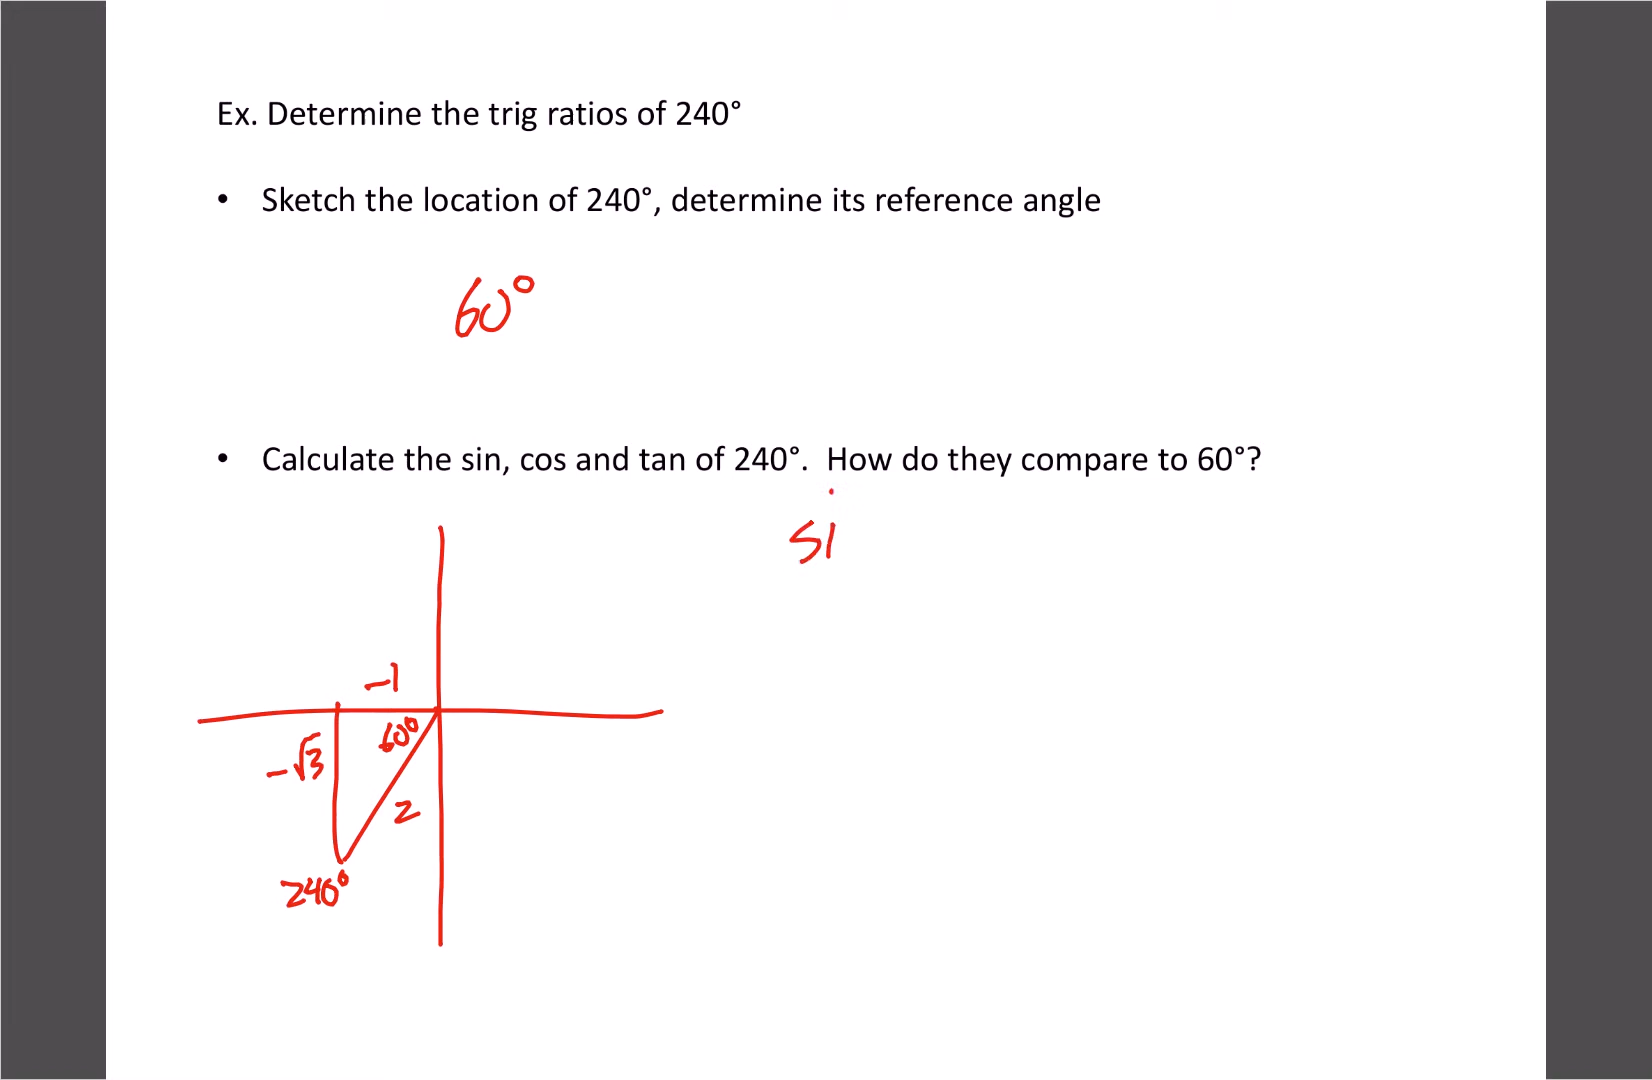 Ex. Determine the trig ratios of 240°
• Sketch the location of 240°, determine its reference angle
60°
• Calculate the sin, cos and tan of 240°. How do they compare to 60°?
si
-1
60°
-√3
2
240°